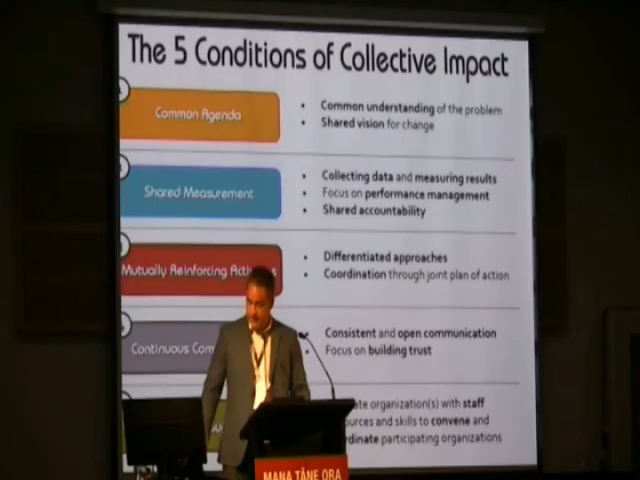 The 5 Conditions of Collective Impact
Common Agenda
• Common understanding of the problem
• Shared vision for change
Shared Measurement
• Collecting data and measuring results
• Focus on performance management
• Shared accountability
Mutually Reinforcing
• Differentiated approaches
• Coordination through joint plan of action
Continuous
• Consistent and open communication
• Focus on building trust
organization(s) with staff
and skills to convene and
participating organizations
MANA TĀNE ORA